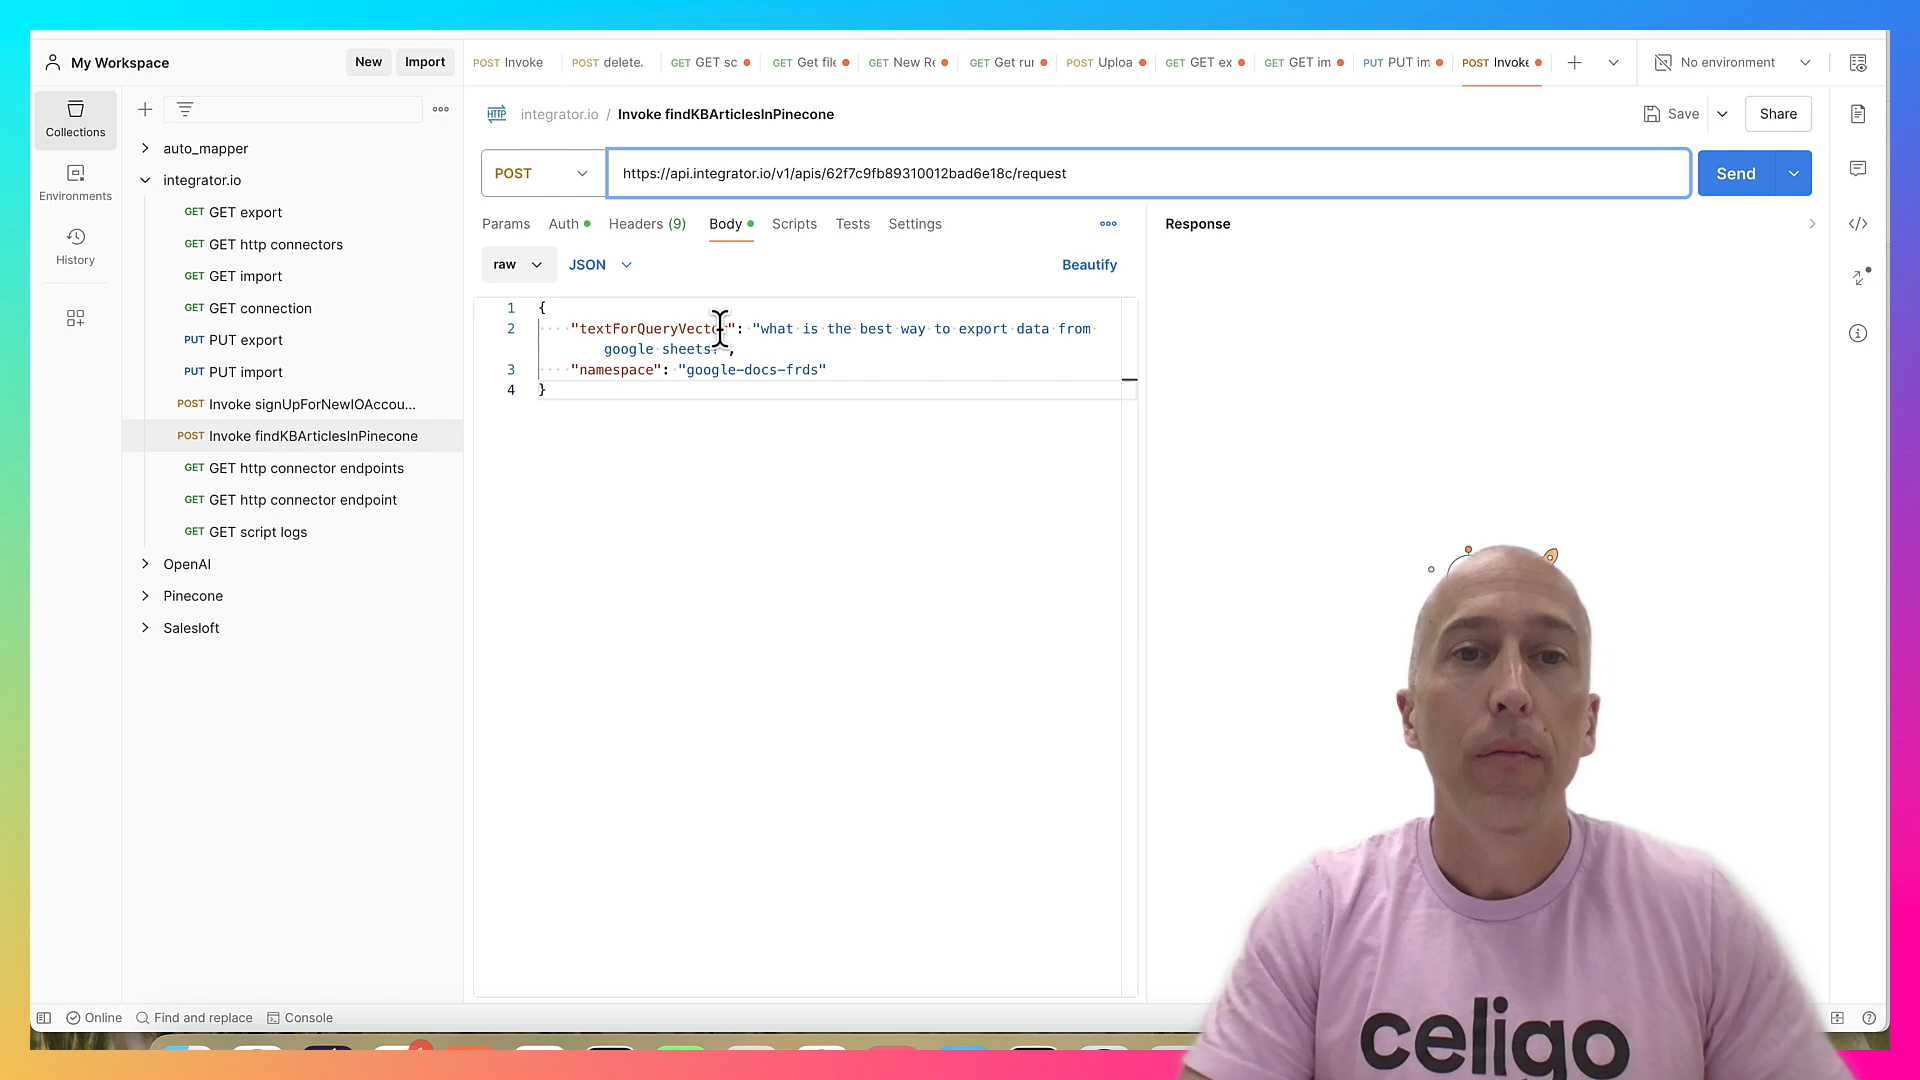 My Workspace
New
Import
POST Invoke
POST delete.
GET GET sc
GET Get file
GET New Re
GET Get run
POST Uploa
GET GET ex
GET GET im
PUT PUT im
POST Invoke
No environment
Collections
Environments
History
auto_mapper
integrator.io
GET GET export
GET GET http connectors
GET GET import
GET GET connection
PUT PUT export
PUT PUT import
POST Invoke signUpForNewIOAccou...
POST Invoke findKBArticlesInPinecone
GET GET http connector endpoints
GET GET http connector endpoint
GET GET script logs
OpenAI
Pinecone
Salesloft
HTTP integrator.io / Invoke findKBArticlesInPinecone
Save
Share
POST
https://api.integrator.io/v1/apis/62f7c9fb89310012bad6e18c/request
Send
Params
Auth
Headers (9)
Body
Scripts
Tests
Settings
Response
raw
JSON
Beautify
1 {
2 "textForQueryVector": "what is the best way to export data from
google sheets?",
3 "namespace": "google-docs-frds"
4 }
celigo
Online
Find and replace
Console